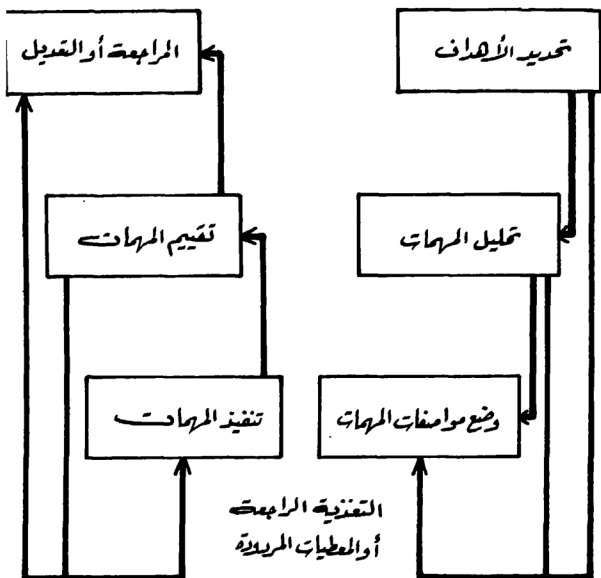 تحديد الأهداف
المراجعة أو التعديل
تحليل المهمات
تقييم المهمات
وضع مواصفات المهمات
تنفيذ المهمات
التغذية الراجعة
أو المعطيات المردودة